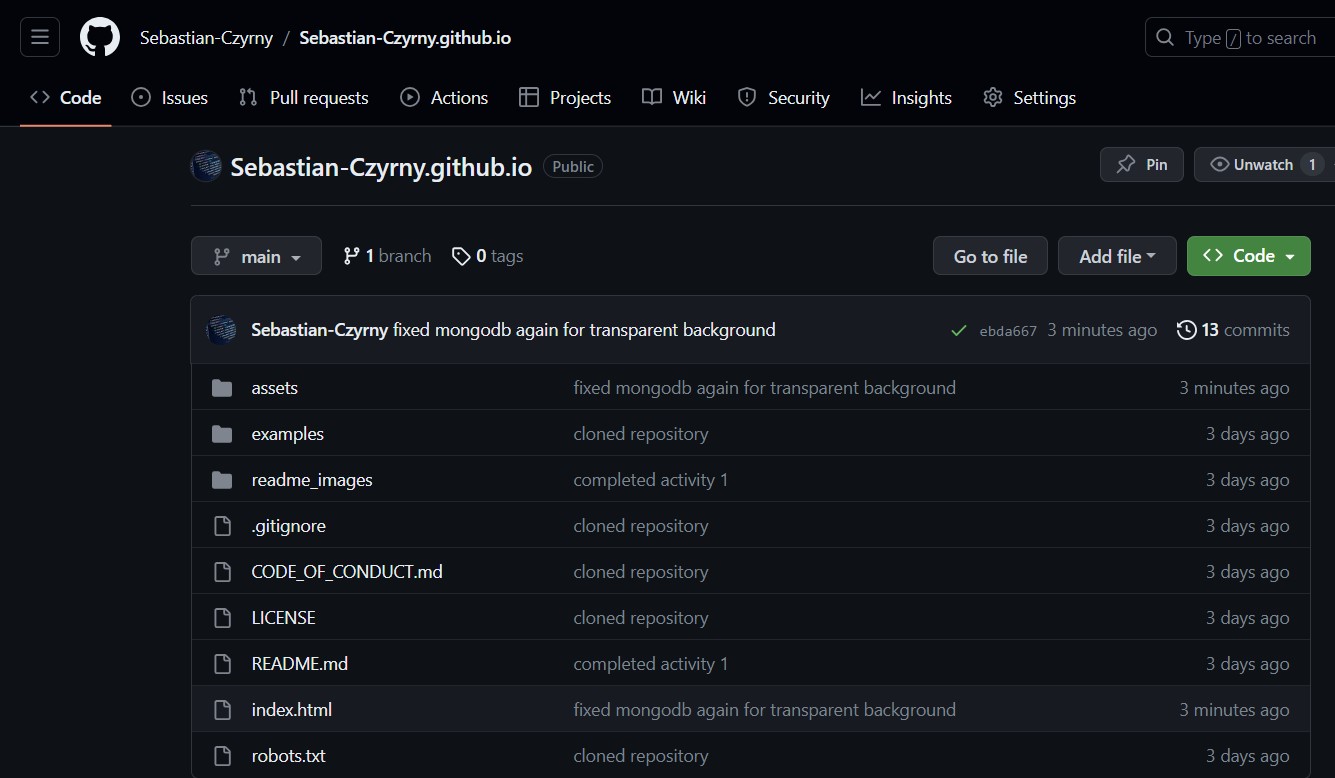 Sebastian-Czyrny / Sebastian-Czyrny.github.io
Type / to search
Code Issues Pull requests Actions Projects Wiki Security Insights Settings
Sebastian-Czyrny.github.io Public
Pin Unwatch 1
main 1 branch 0 tags
Go to file Add file Code
Sebastian-Czyrny fixed mongodb again for transparent background ebda667 3 minutes ago 13 commits
assets fixed mongodb again for transparent background 3 minutes ago
examples cloned repository 3 days ago
readme_images completed activity 1 3 days ago
.gitignore cloned repository 3 days ago
CODE_OF_CONDUCT.md cloned repository 3 days ago
LICENSE cloned repository 3 days ago
README.md completed activity 1 3 days ago
index.html fixed mongodb again for transparent background 3 minutes ago
robots.txt cloned repository 3 days ago